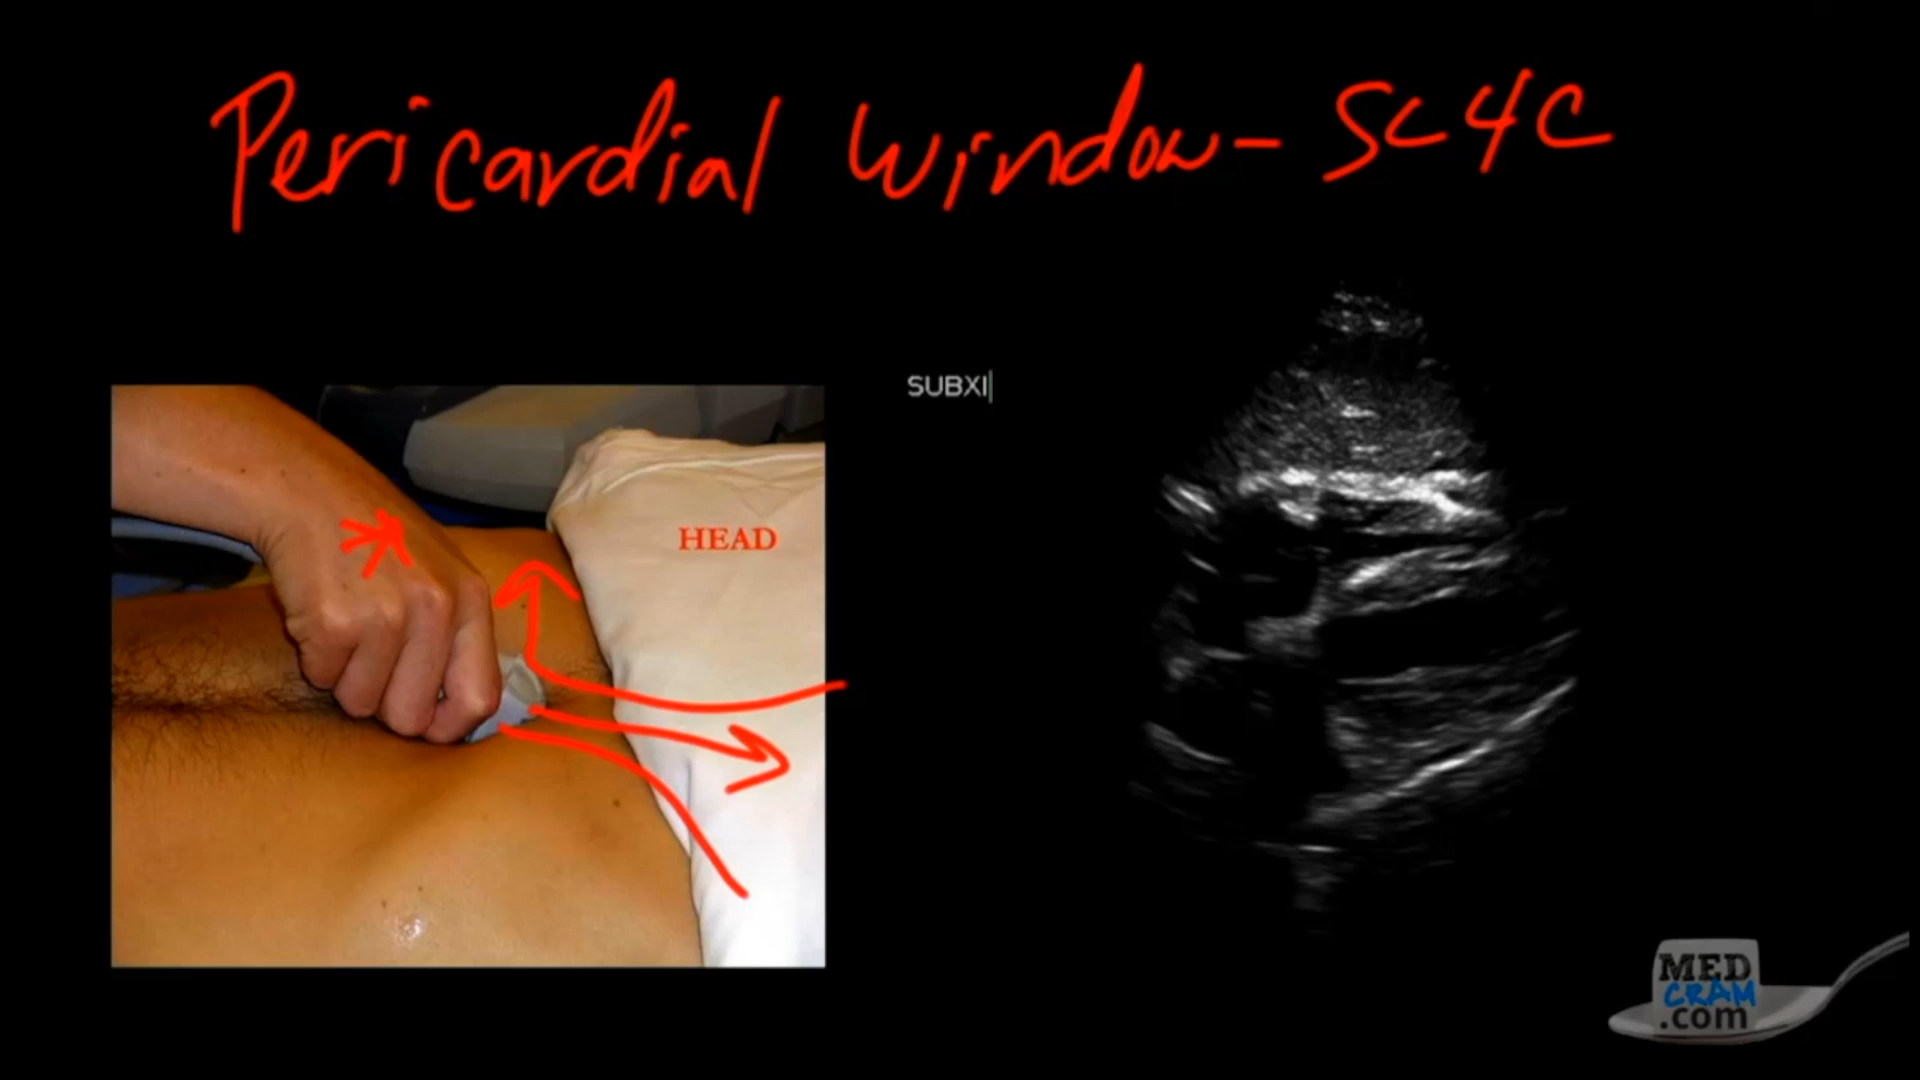 Pericardial Window - SC4C
SUBXI
HEAD
MED
CRAM
.com